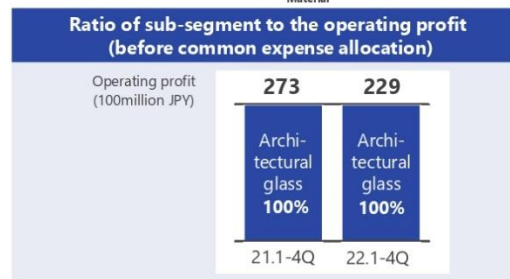 Material
Ratio of sub-segment to the operating profit
(before common expense allocation)
Operating profit
(100million JPY)
273
229
Archi-
tectural
glass
100%
Archi-
tectural
glass
100%
21.1-4Q
22.1-4Q